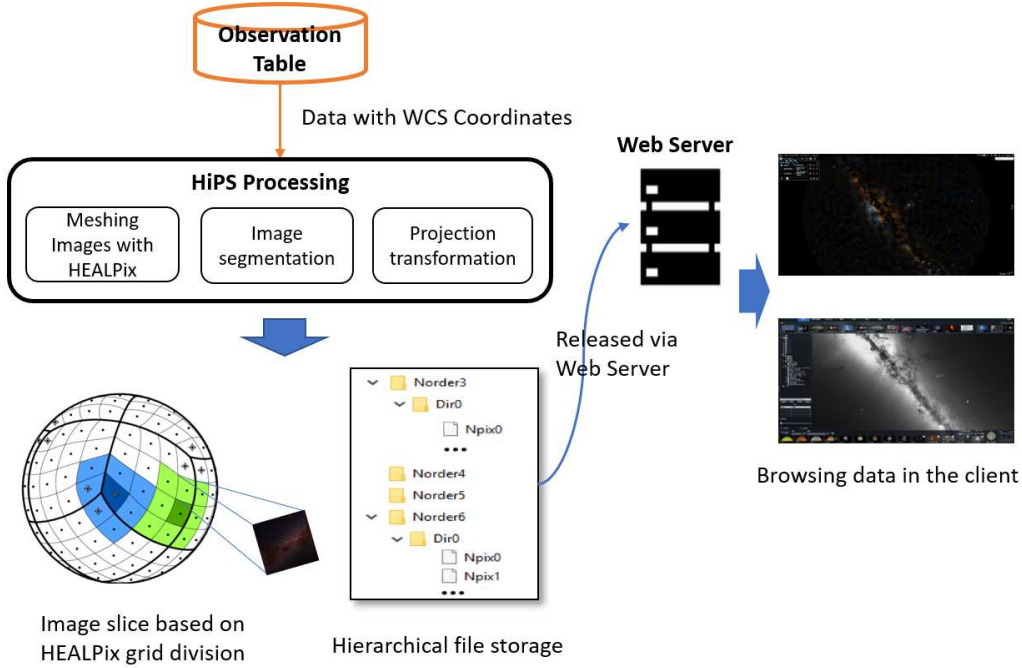 Observation
Table
Data with WCS Coordinates
HiPS Processing
Meshing
Images with
HEALPix
Image
segmentation
Projection
transformation
Web Server
Released via
Web Server
Norder3
Dir0
Npix0
•••
Norder4
Norder5
Norder6
Dir0
Npix0
Npix1
•••
Browsing data in the client
Image slice based on
HEALPix grid division
Hierarchical file storage